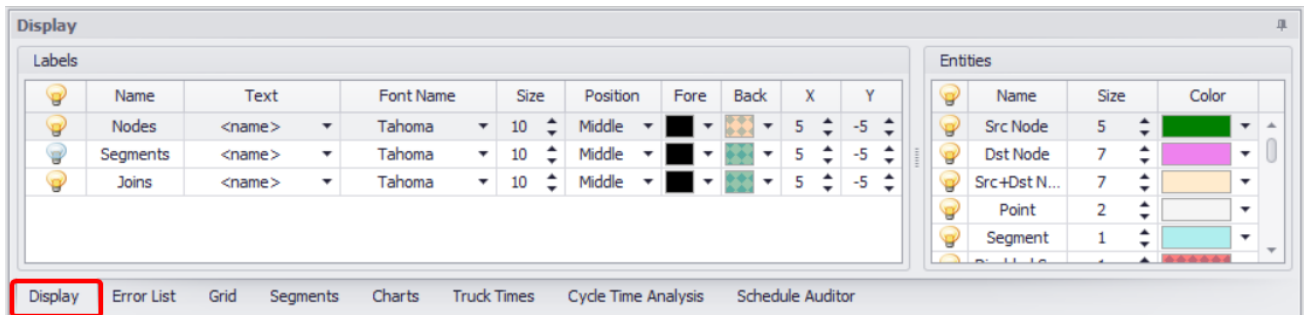 Display
Labels
Name Text Font Name Size Position Fore Back X Y
Nodes <name> Tahoma 10 Middle 5 -5
Segments <name> Tahoma 10 Middle 5 -5
Joins <name> Tahoma 10 Middle 5 -5
Entities
Name Size Color
Src Node 5
Dst Node 7
Src+Dst N... 7
Point 2
Segment 1
Display Error List Grid Segments Charts Truck Times Cycle Time Analysis Schedule Auditor